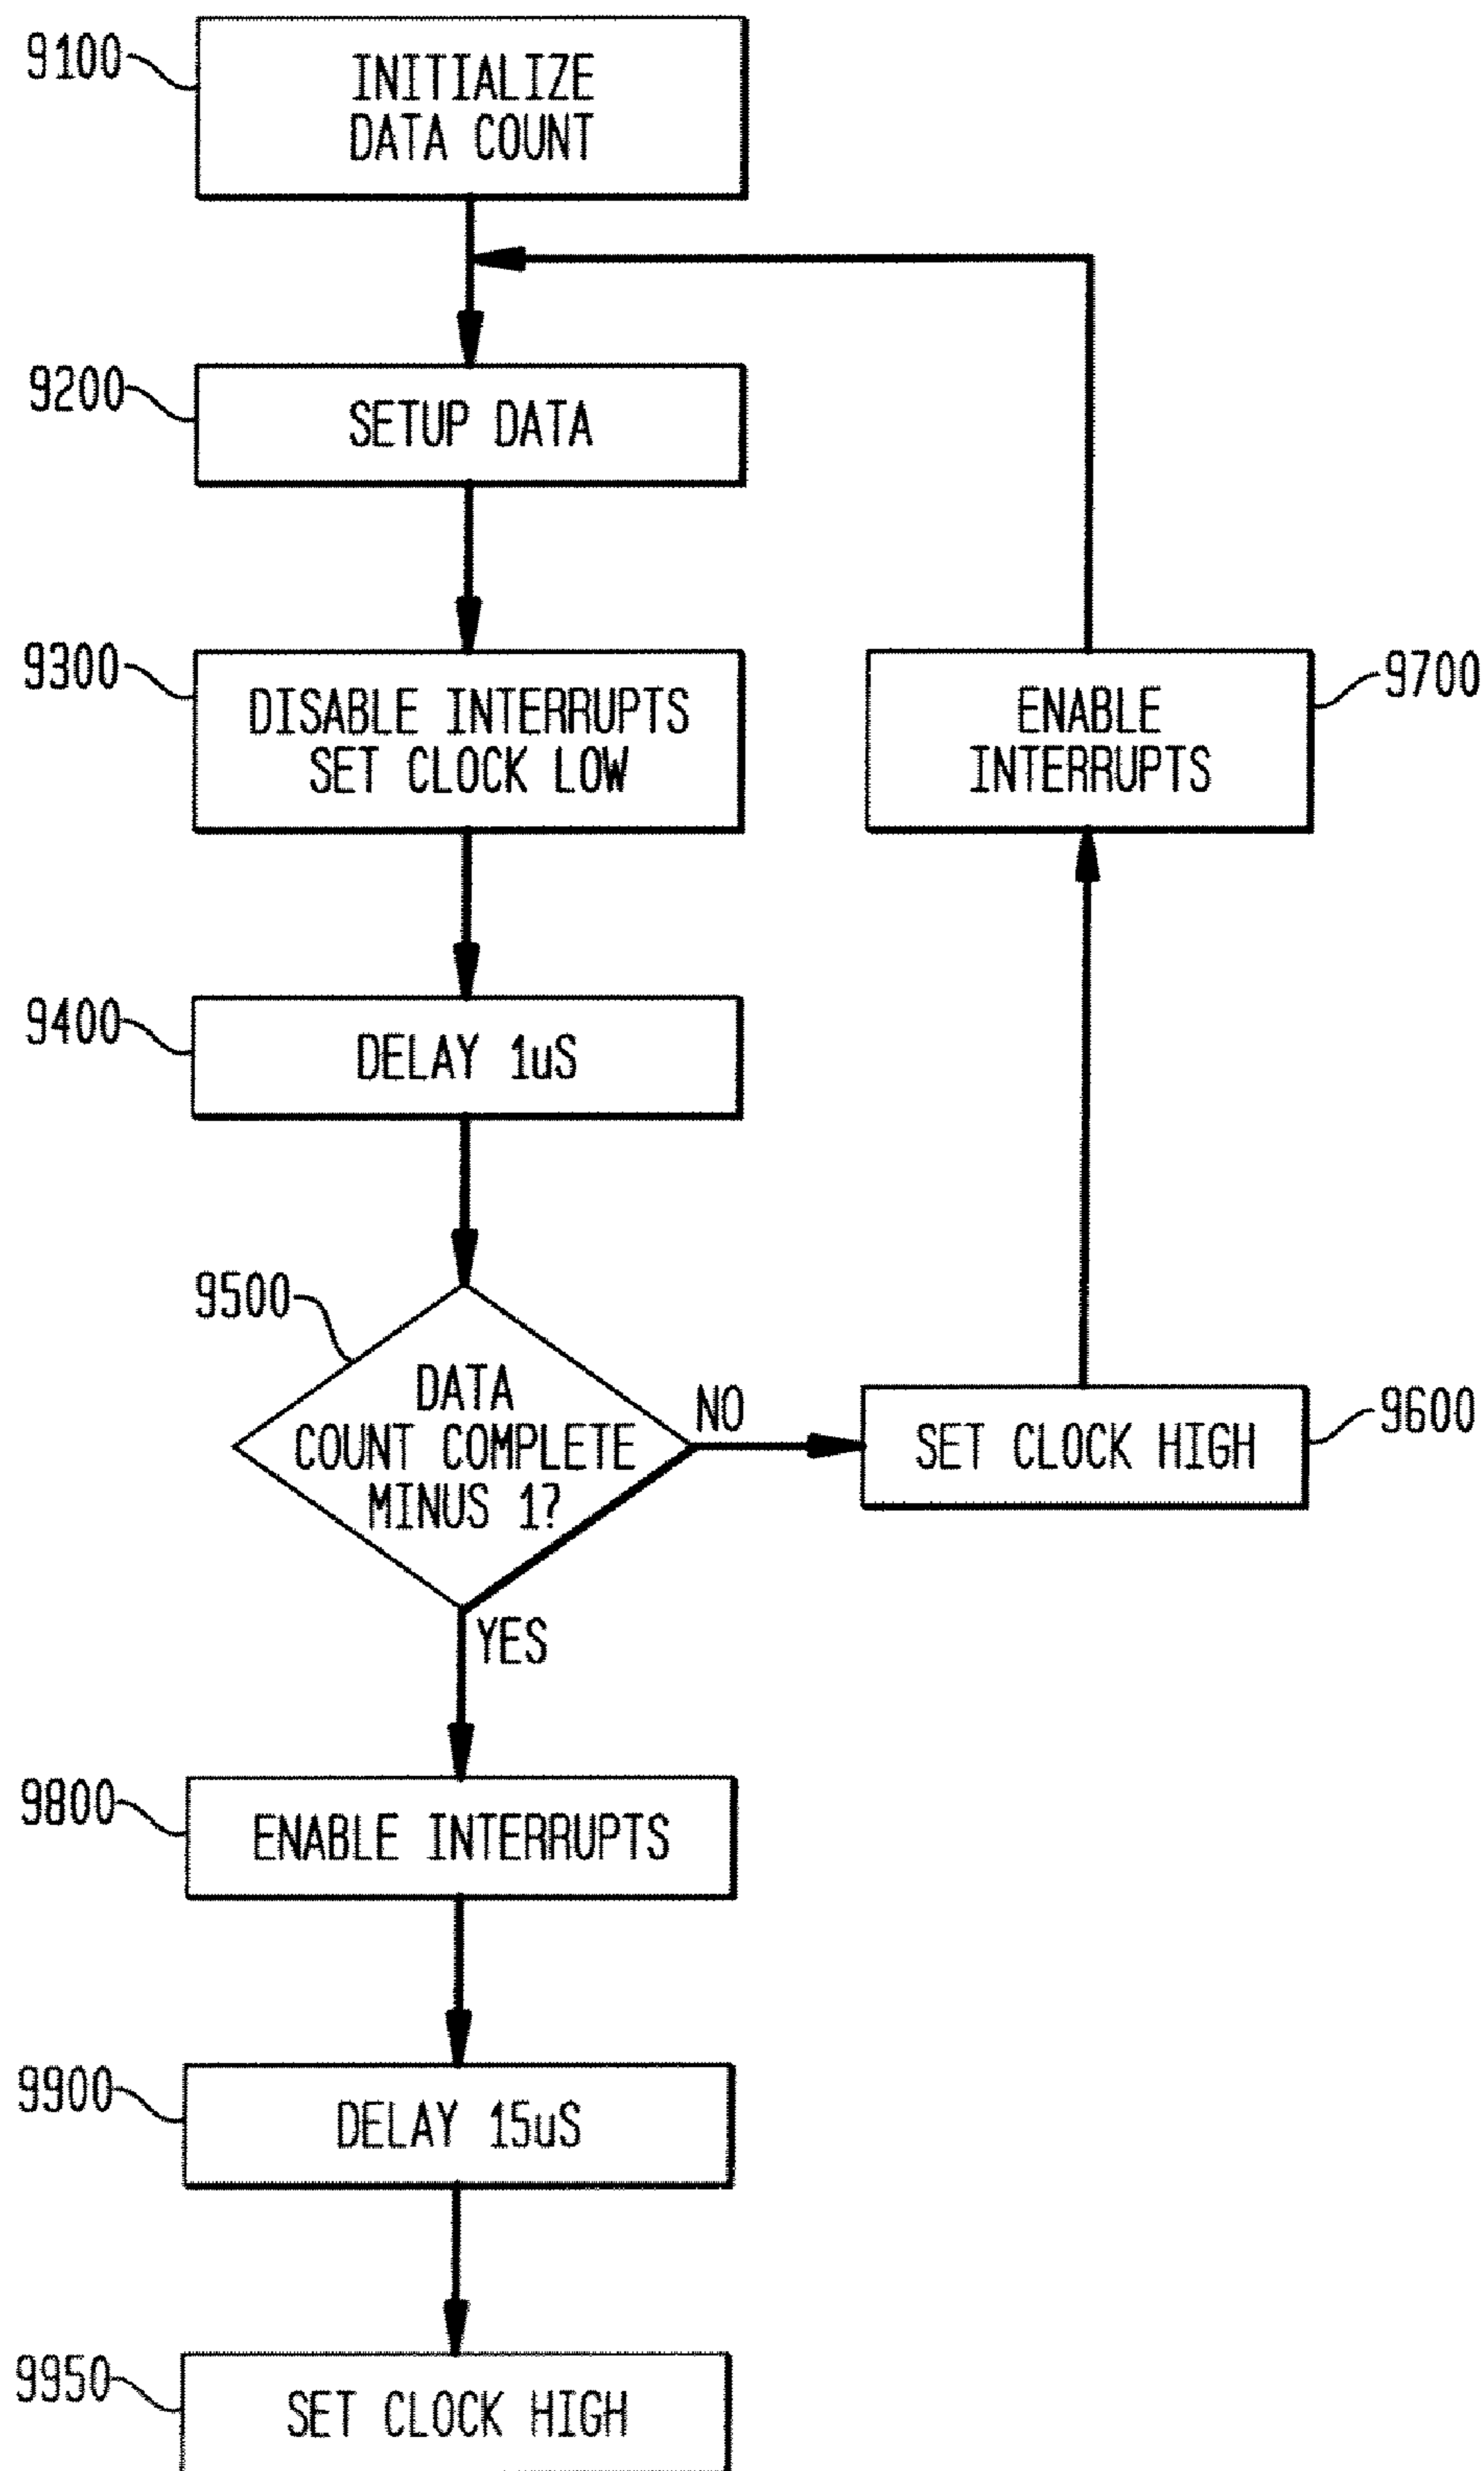 9100
INITIALIZE
DATA COUNT
9200
SETUP DATA
9300
DISABLE INTERRUPTS
SET CLOCK LOW
9700
ENABLE
INTERRUPTS
9400
DELAY 1uS
9500
DATA
COUNT COMPLETE
MINUS 1?
NO
9600
SET CLOCK HIGH
YES
9800
ENABLE INTERRUPTS
9900
DELAY 15uS
9950
SET CLOCK HIGH